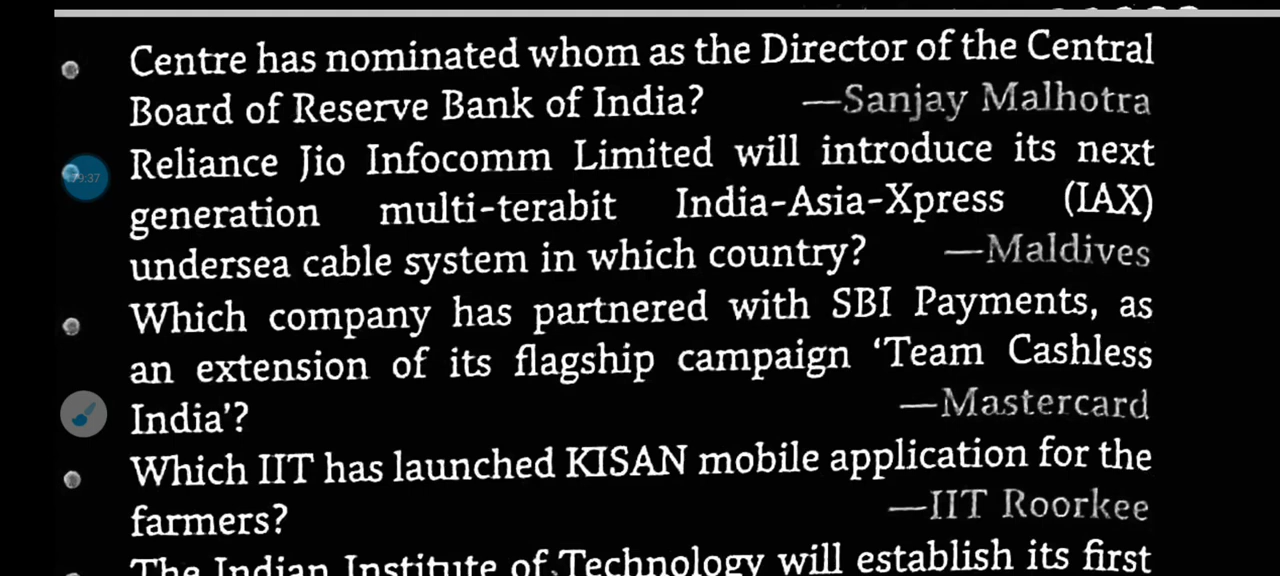 Centre has nominated whom as the Director of the Central
Board of Reserve Bank of India? —Sanjay Malhotra
Reliance Jio Infocomm Limited will introduce its next
generation multi-terabit India-Asia-Xpress (IAX)
undersea cable system in which country? —Maldives
Which company has partnered with SBI Payments, as
an extension of its flagship campaign ‘Team Cashless
India’? —Mastercard
Which IIT has launched KISAN mobile application for the
farmers? —IIT Roorkee
The Indian Institute of Technology will establish its first